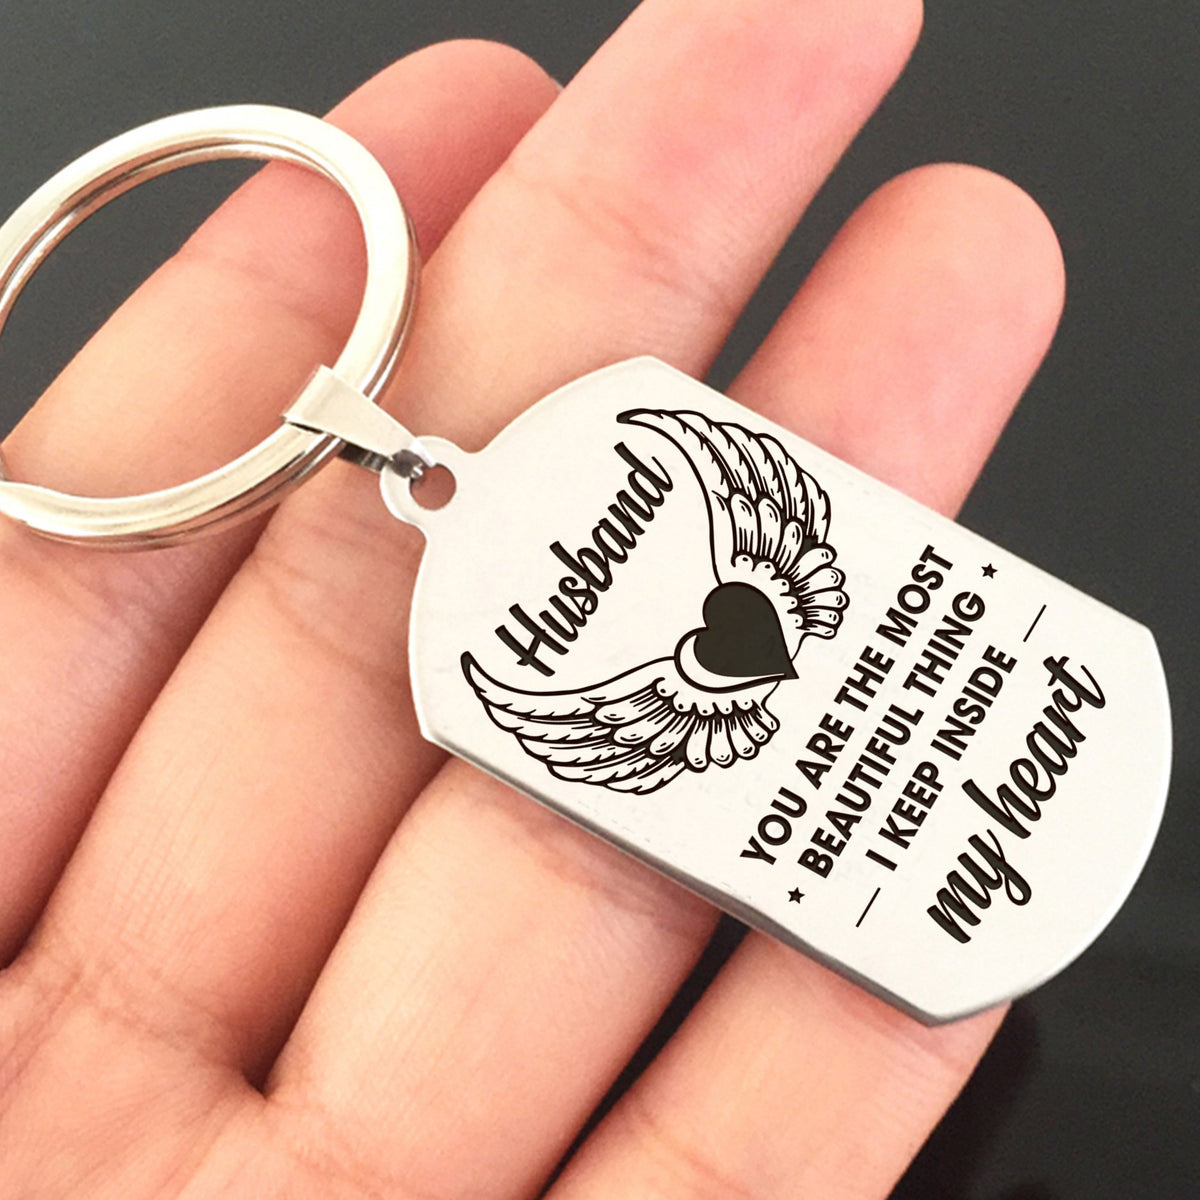 Husband
YOU ARE THE MOST
BEAUTIFUL THING
I KEEP INSIDE
my heart